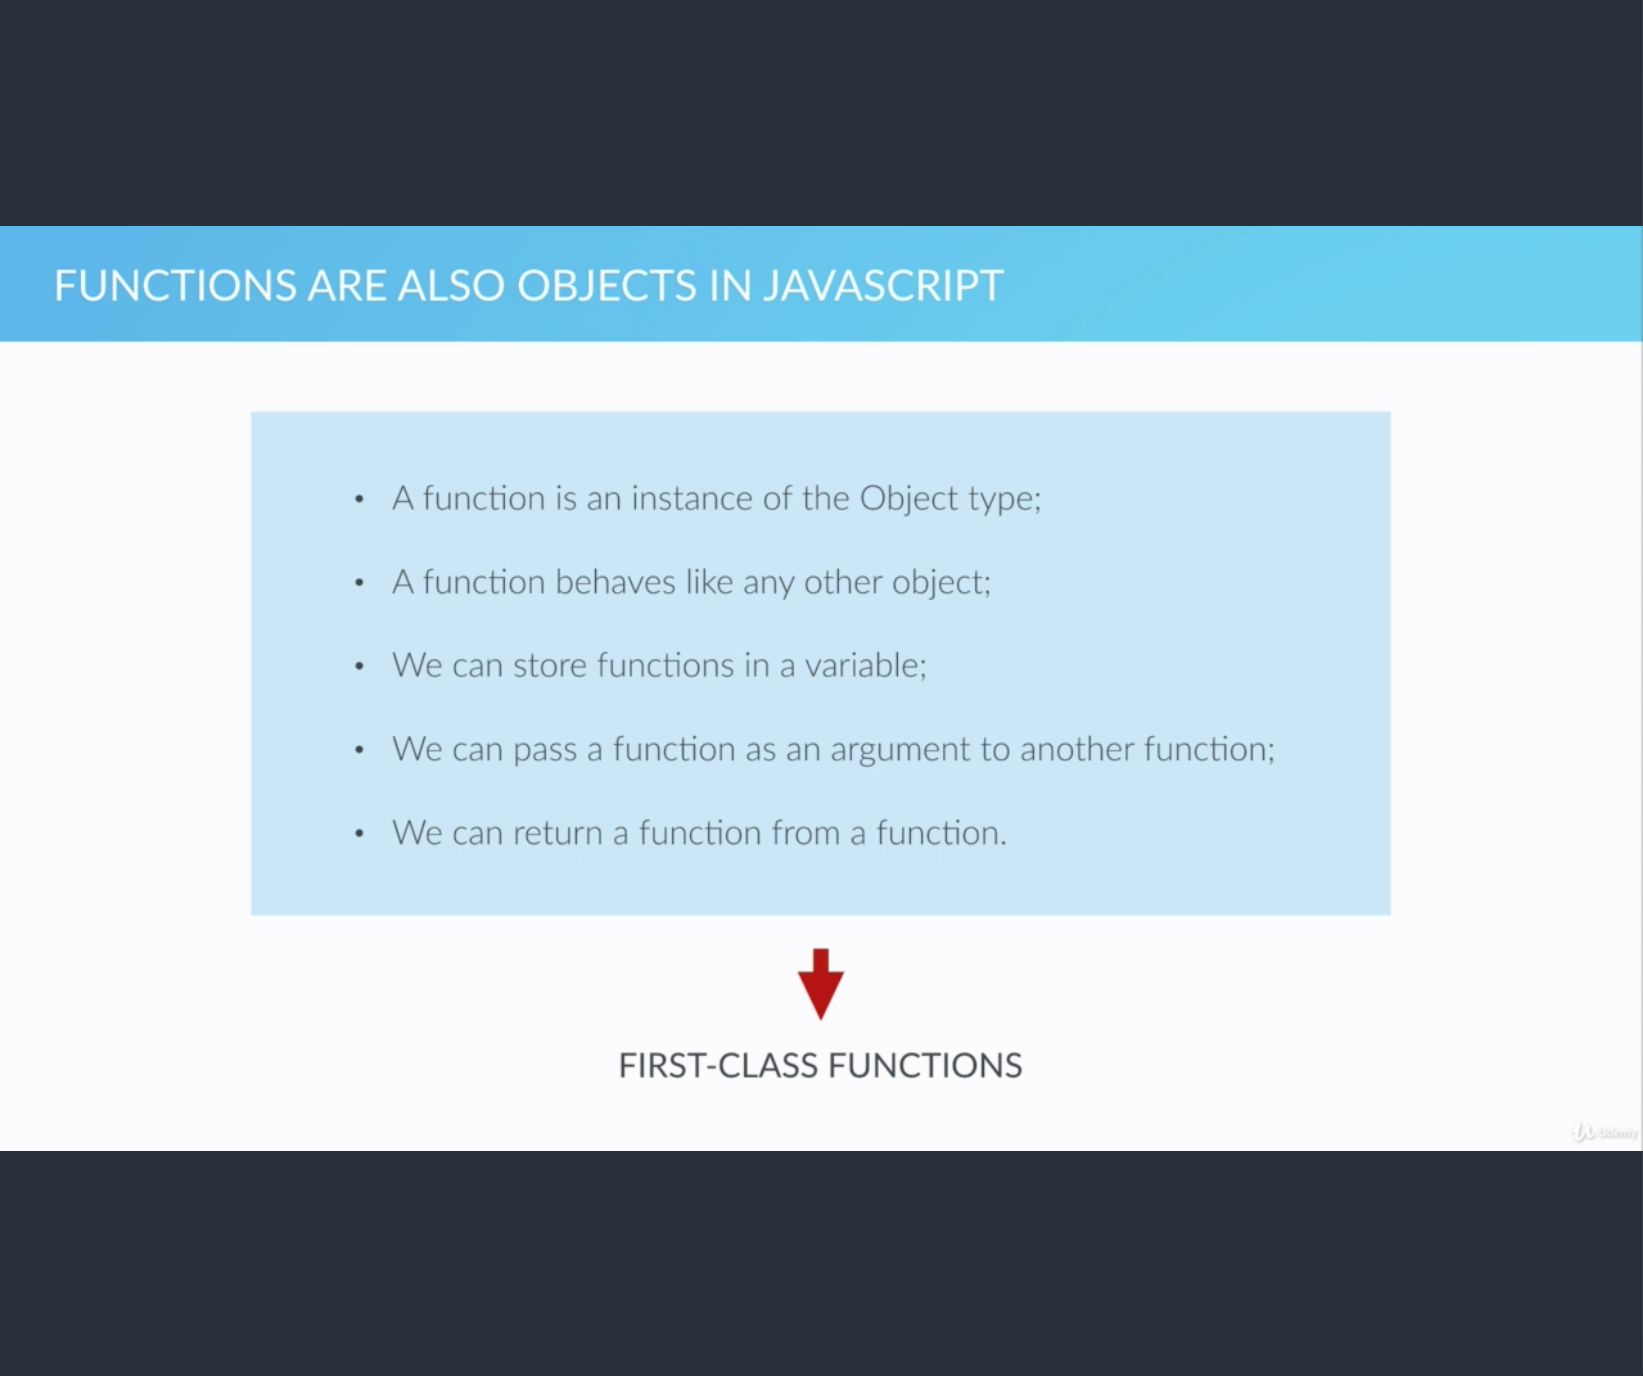 FUNCTIONS ARE ALSO OBJECTS IN JAVASCRIPT
• A function is an instance of the Object type;
• A function behaves like any other object;
• We can store functions in a variable;
• We can pass a function as an argument to another function;
• We can return a function from a function.
FIRST-CLASS FUNCTIONS
Udemy